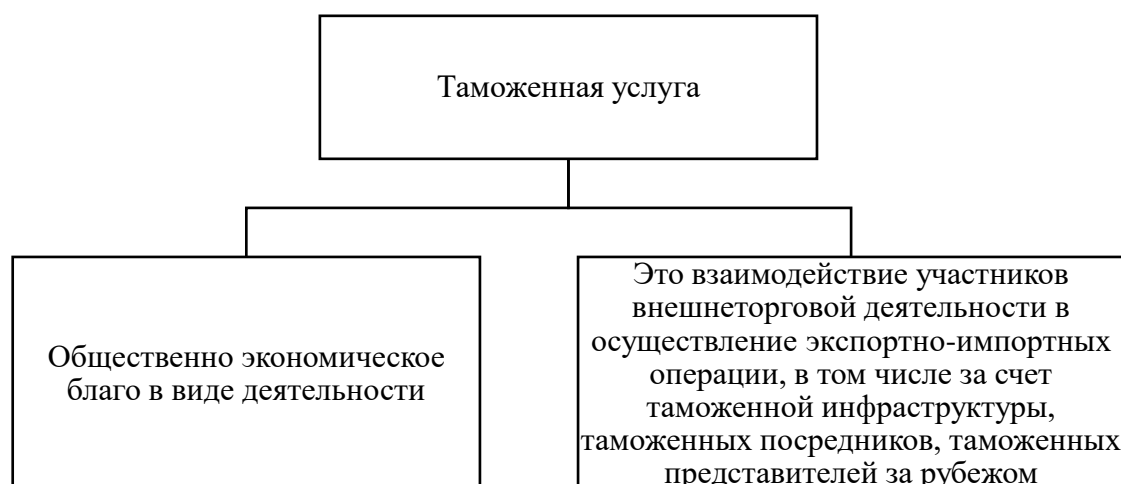 Таможенная услуга
Общественно экономическое
благо в виде деятельности
Это взаимодействие участников
внешнеторговой деятельности в
осуществление экспортно-импортных
операции, в том числе за счет
таможенной инфраструктуры,
таможенных посредников, таможенных
представителей за рубежом